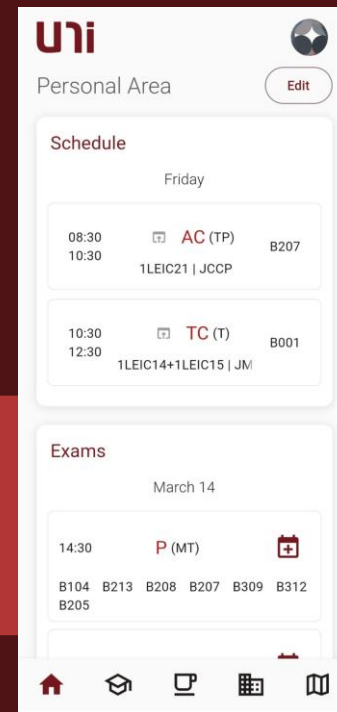 uni
Personal Area
Edit
Schedule
Friday
08:30
10:30
AC (TP)
1LEIC21 | JCCP
B207
10:30
12:30
TC (T)
1LEIC14+1LEIC15 | JM
B001
Exams
March 14
14:30
P (MT)
B104 B213 B208 B207 B309 B312
B205